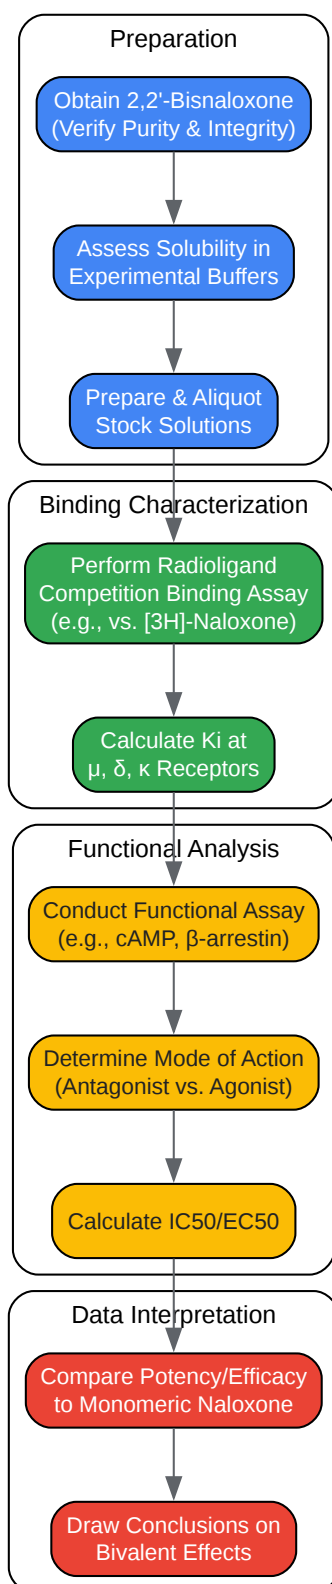 Preparation
Obtain 2,2'-Bisnaloxone
(Verify Purity & Integrity)
Assess Solubility in
Experimental Buffers
Prepare & Aliquot
Stock Solutions
Binding Characterization
Perform Radioligand
Competition Binding Assay
(e.g., vs. [3H]-Naloxone)
Calculate Ki at
μ, δ, κ Receptors
Functional Analysis
Conduct Functional Assay
(e.g., cAMP, β-arrestin)
Determine Mode of Action
(Antagonist vs. Agonist)
Calculate IC50/EC50
Data Interpretation
Compare Potency/Efficacy
to Monomeric Naloxone
Draw Conclusions on
Bivalent Effects